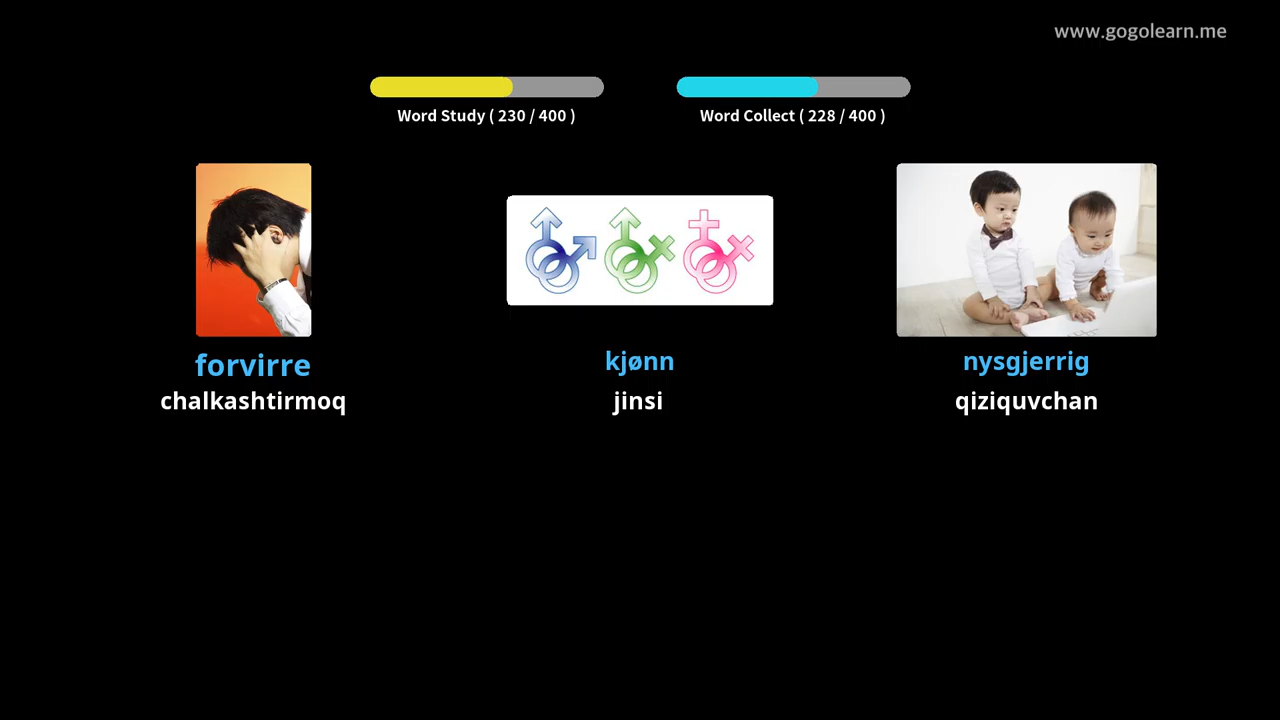 www.gogolearn.me
Word Study ( 230 / 400 )
Word Collect ( 228 / 400 )
forvirre
kjønn
nysgjerrig
chalkashtirmoq
jinsi
qiziquvchan